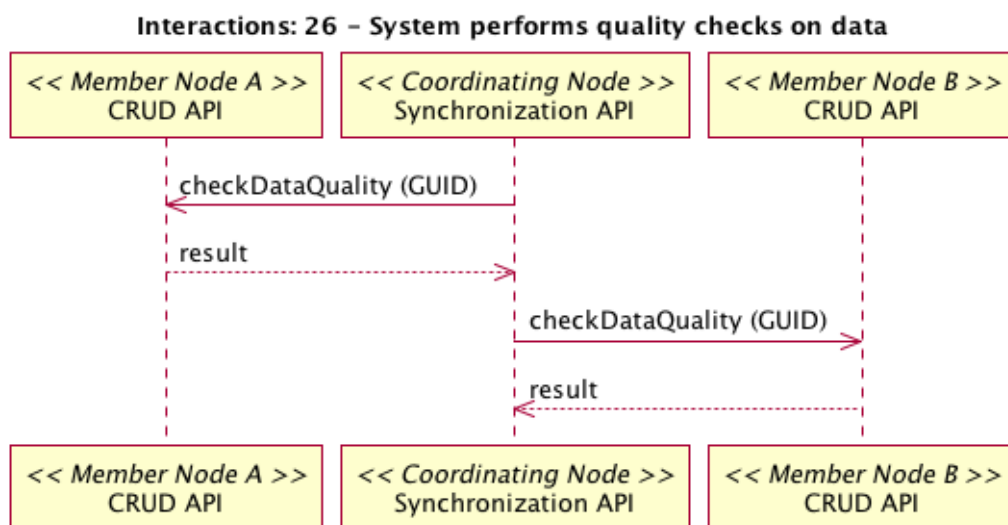 Interactions: 26 – System performs quality checks on data
<< Member Node A >>
CRUD API
<< Coordinating Node >>
Synchronization API
<< Member Node B >>
CRUD API
checkDataQuality (GUID)
result
checkDataQuality (GUID)
result
<< Member Node A >>
CRUD API
<< Coordinating Node >>
Synchronization API
<< Member Node B >>
CRUD API